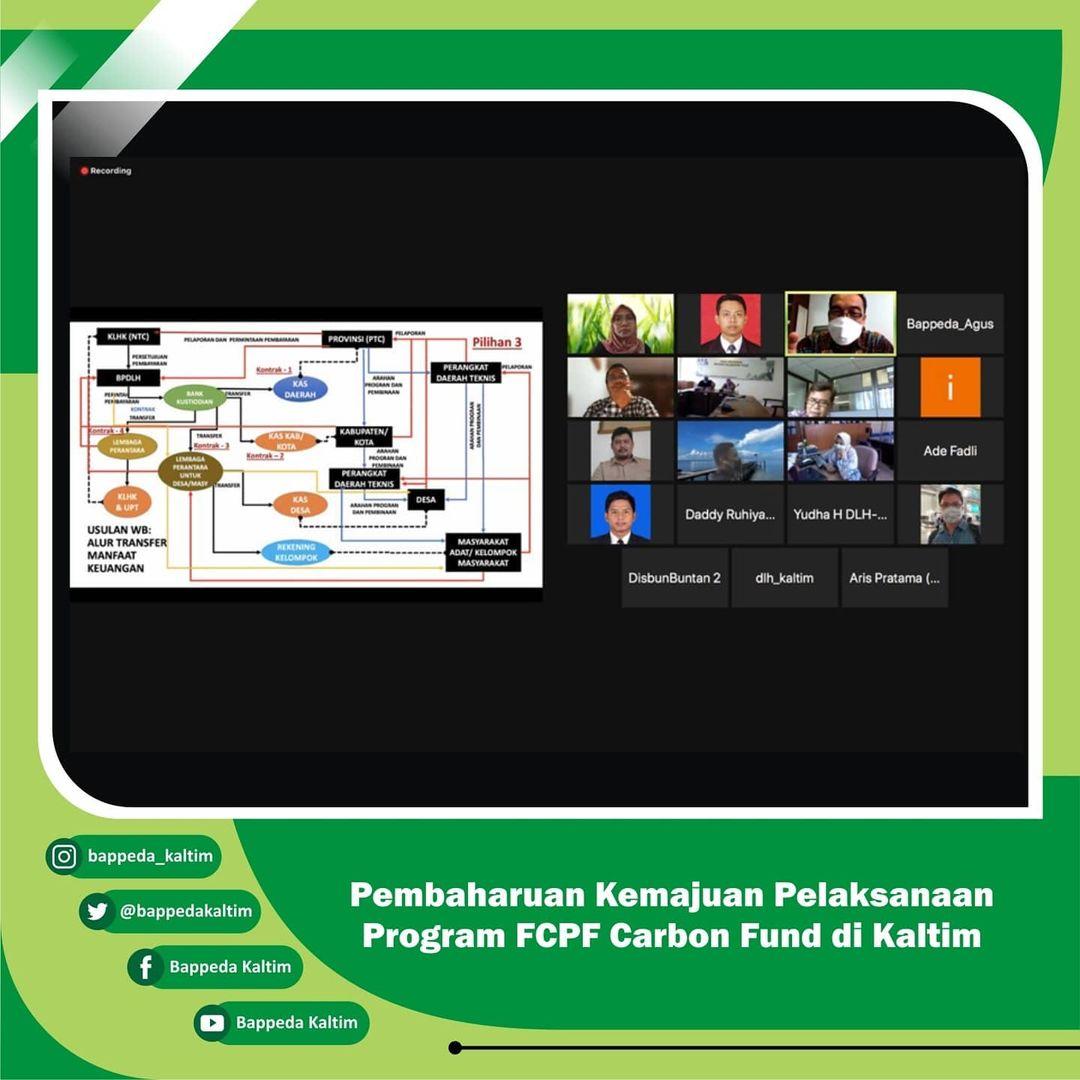 Recording
KLHK (NTC)
PELAPORAN DAN PERMINTAAN PEMBAYARAN
PROVINSI (PTC)
PELAPORAN
Pilihan 3
PERSETUJUAN
PEMBAYARAN
BPDLH
Kontrak - 1
BANK
KUSTODIAN
TRANSFER
KAS
DAERAH
ARAHAN
PROGRAM DAN
PEMBINAAN
PERANGKAT
DAERAH TEKNIS
PELAPORAN
KONTRAK
TRANSFER
ARAHAN PROGRAM
DAN PEMBINAAN
Kontrak - 4
LEMBAGA
PERANTARA
TRANSFER
Kontrak - 3
KAS KAB/
KOTA
Kontrak – 2
KABUPATEN/
KOTA
ARAHAN
PROGRAN DAN
PEMBINAAN
LEMBAGA
PERANTARA
UNTUK
DESA/MASY
TRANSFER
PERANGKAT
DAERAH TEKNIS
KLHK
& UPT
KAS
DESA
DESA
ARAHAN PROGRAN
DAN PEMBINAAN
USULAN WB:
ALUR TRANSFER
MANFAAT
KEUANGAN
REKENING
KELOMPOK
MASYARAKAT
ADAT/ KELOMPOK
MASYARAKAT
Bappeda_Agus
i
Ade Fadli
Daddy Ruhiya...
Yudha H DLH-...
DisbunBuntan 2
dlh_kaltim
Aris Pratama (...
bappeda_kaltim
@bappedakaltim
Bappeda Kaltim
Bappeda Kaltim
Pembaharuan Kemajuan Pelaksanaan
Program FCPF Carbon Fund di Kaltim